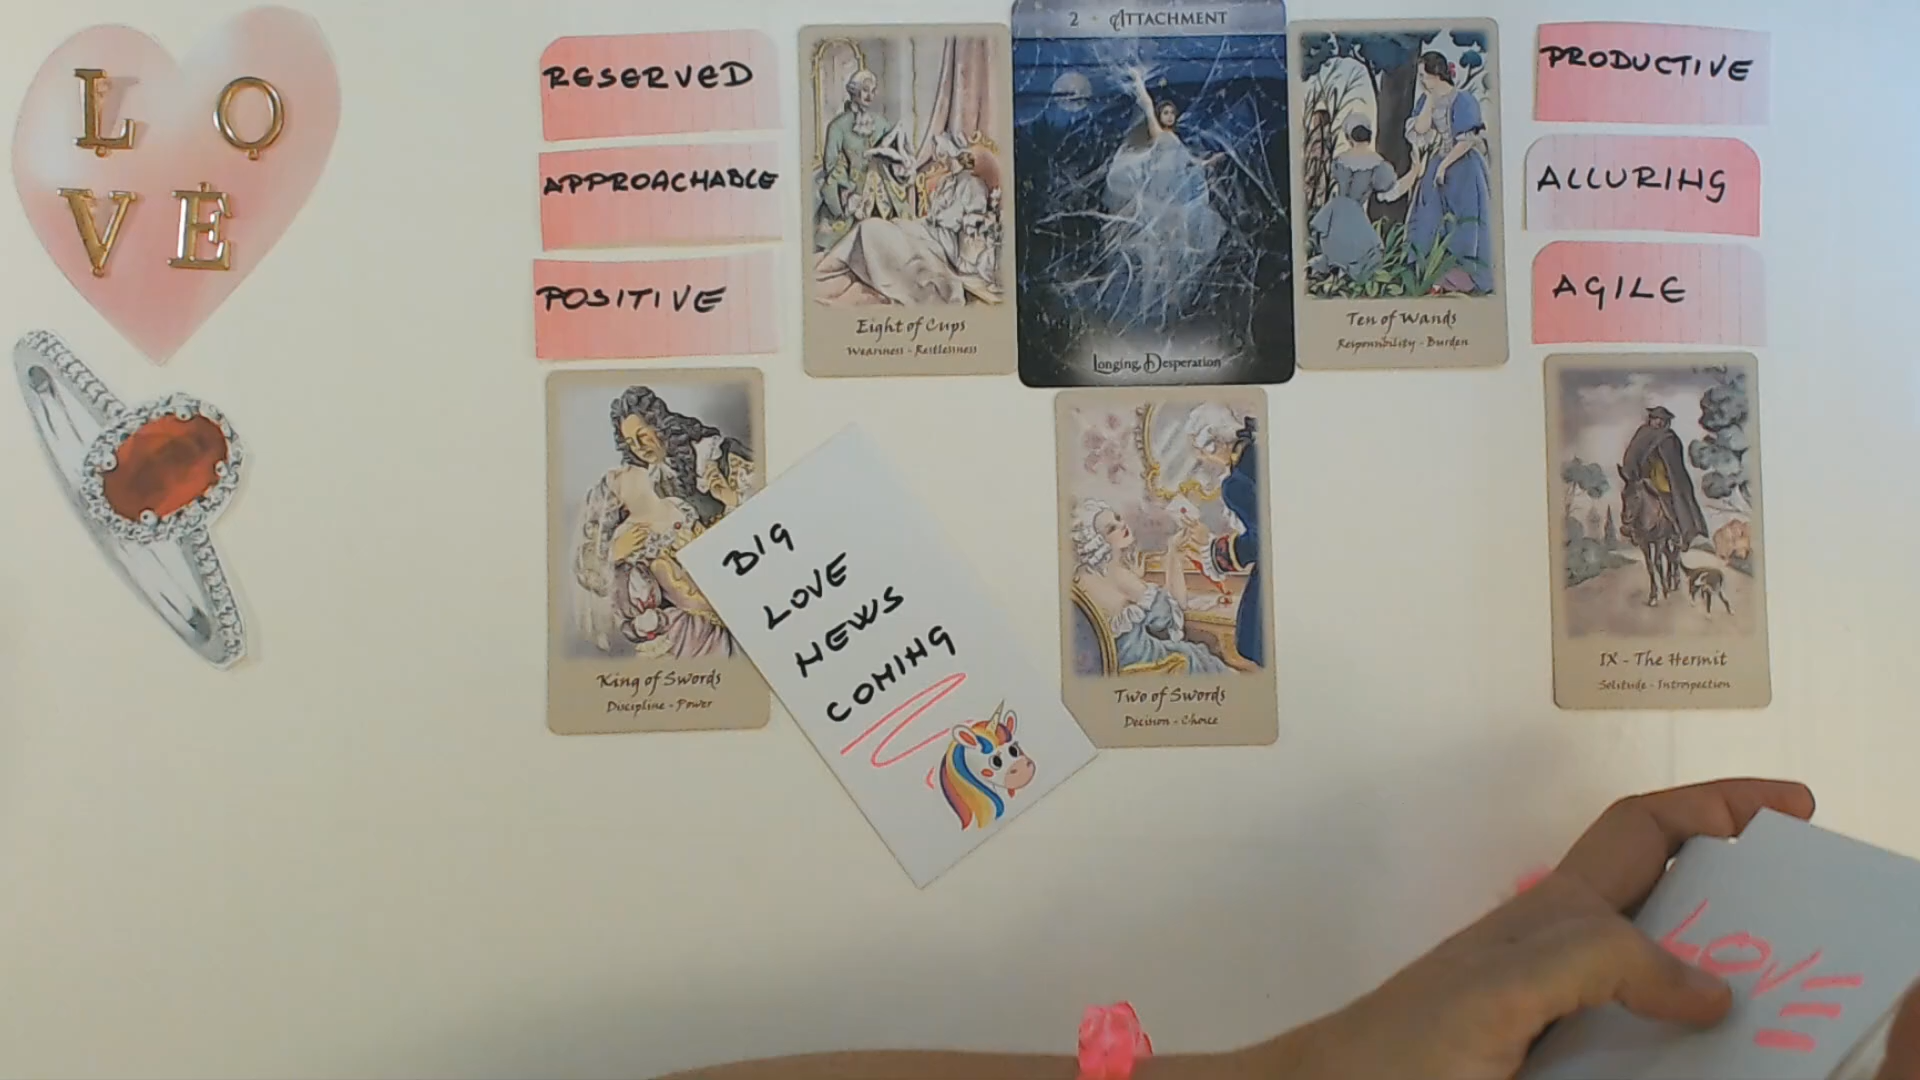 L O
V E
RESERVED
APPROACHABLE
POSITIVE
Eight of Cups
Weariness - Restlessness
2 - ATTACHMENT
Longing, Desperation
Ten of Wands
Responsibility - Burden
PRODUCTIVE
ALLURING
AGILE
King of Swords
Discipline - Power
BIG
LOVE
NEWS
COMING
Two of Swords
Decision - Choice
IX - The Hermit
Solitude - Introspection
LOVE